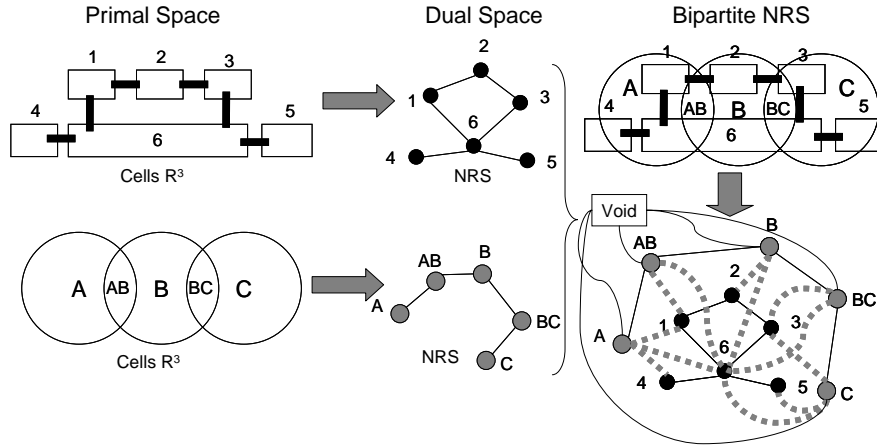 Primal Space
Dual Space
Bipartite NRS
1 2 3
4 5
6
Cells R³
2
1 3
6
4 5
NRS
1 2 3
A B C
AB BC
4 5
6
A AB B BC C
Cells R³
AB B
A BC
NRS C
Void
B
AB
2
BC
1 3
A 6
4 5 C